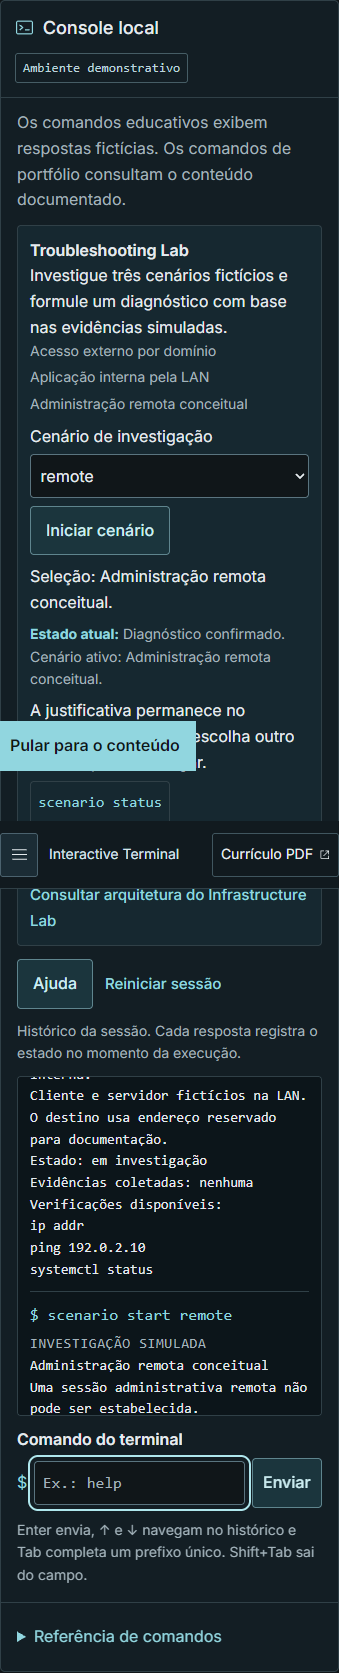 Console local
Ambiente demonstrativo
Os comandos educativos exibem
respostas fictícias. Os comandos de
portfólio consultam o conteúdo
documentado.
Troubleshooting Lab
Investigue três cenários fictícios e
formule um diagnóstico com base
nas evidências simuladas.
Acesso externo por domínio
Aplicação interna pela LAN
Administração remota conceitual
Cenário de investigação
remote
Iniciar cenário
Seleção: Administração remota
conceitual.
Estado atual: Diagnóstico confirmado.
Cenário ativo: Administração remota
conceitual.
A justificativa permanece no
escolha outro
Pular para o conteúdo
scenario status
Interactive Terminal
Currículo PDF
Consultar arquitetura do Infrastructure
Lab
Ajuda
Reiniciar sessão
Histórico da sessão. Cada resposta registra o
estado no momento da execução.
interna.
Cliente e servidor fictícios na LAN.
O destino usa endereço reservado
para documentação.
Estado: em investigação
Evidências coletadas: nenhuma
Verificações disponíveis:
ip addr
ping 192.0.2.10
systemctl status
$ scenario start remote
INVESTIGAÇÃO SIMULADA
Administração remota conceitual
Uma sessão administrativa remota não
pode ser estabelecida.
Comando do terminal
$ Ex.: help
Enviar
Enter envia, ↑ e ↓ navegam no histórico e
Tab completa um prefixo único. Shift+Tab sai
do campo.
Referência de comandos